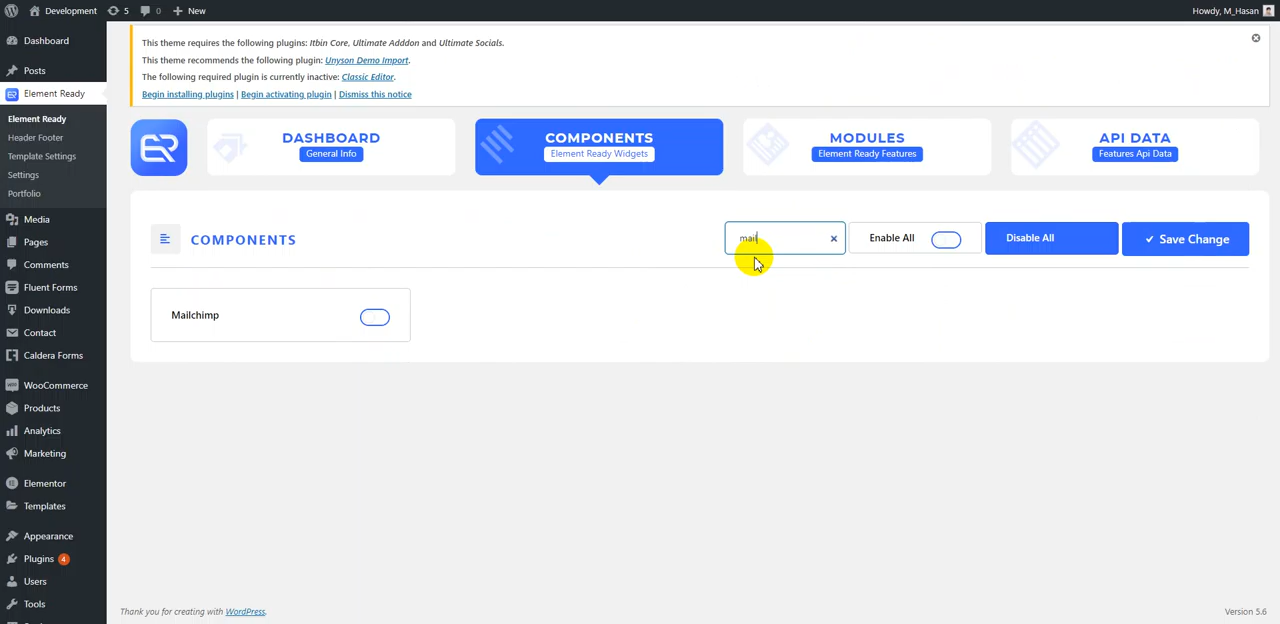 Development 5 0 New Howdy, M_Hasan
Dashboard
Posts
Element Ready
Element Ready
Header Footer
Template Settings
Settings
Portfolio
Media
Pages
Comments
Fluent Forms
Downloads
Contact
Caldera Forms
WooCommerce
Products
Analytics
Marketing
Elementor
Templates
Appearance
Plugins 4
Users
Tools
This theme requires the following plugins: Itbin Core, Ultimate Adddon and Ultimate Socials.
This theme recommends the following plugin: Unyson Demo Import.
The following required plugin is currently inactive: Classic Editor.
Begin installing plugins | Begin activating plugin | Dismiss this notice
ER
DASHBOARD
General Info
COMPONENTS
Element Ready Widgets
MODULES
Element Ready Features
API DATA
Features Api Data
COMPONENTS
mail
Enable All
Disable All
Save Change
Mailchimp
Thank you for creating with WordPress.
Version 5.6